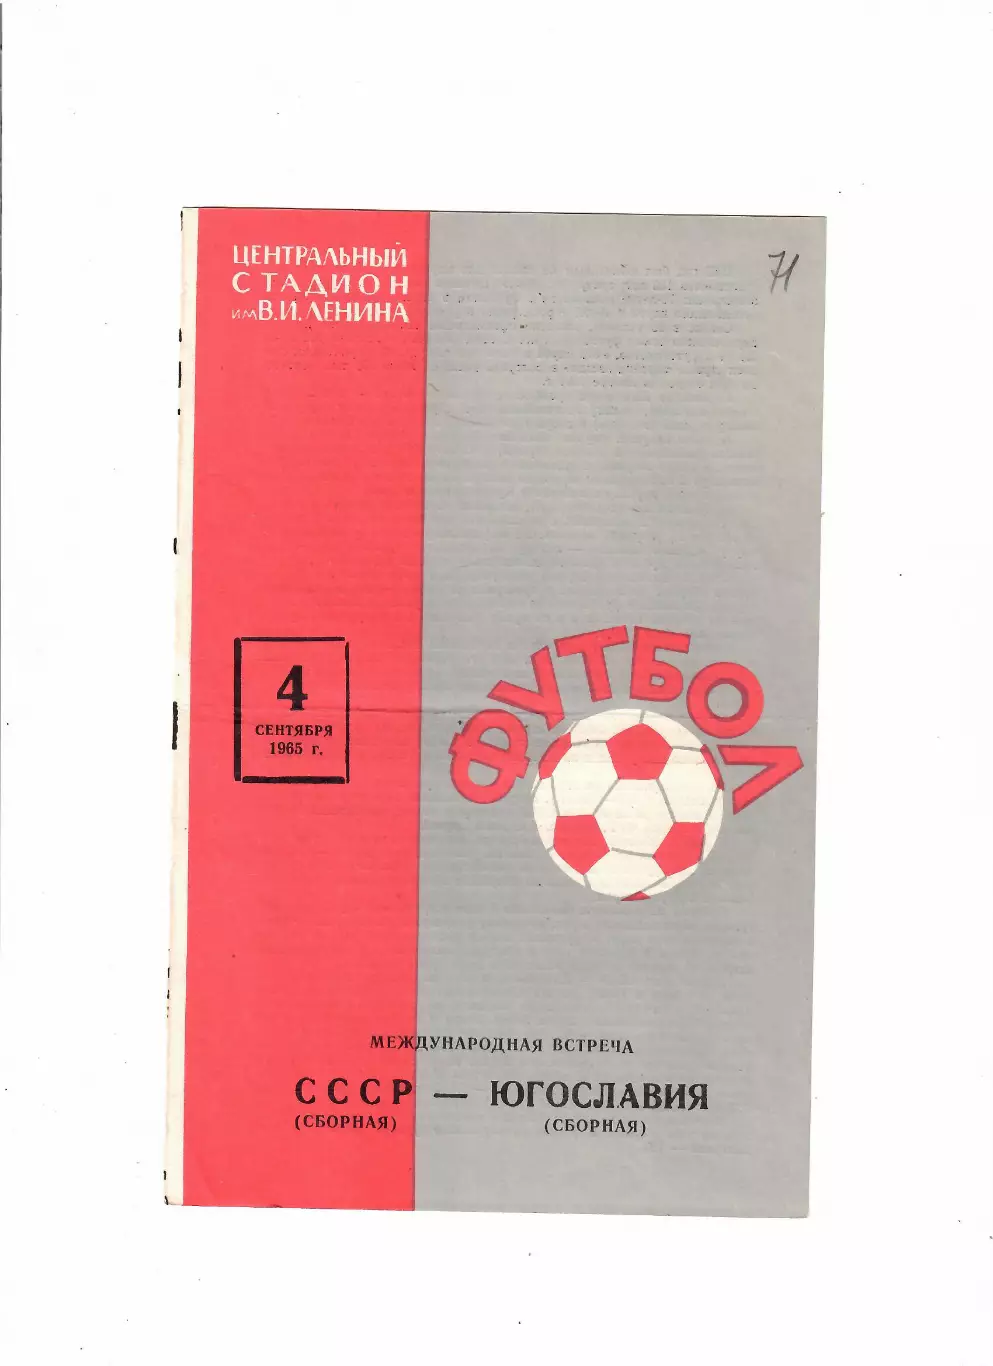 ЦЕНТРАЛЬНЫЙ
СТАДИОН
им В.И. ЛЕНИНА
71
4
СЕНТЯБРЯ
1965 г.
ФУТБОЛ
МЕЖДУНАРОДНАЯ ВСТРЕЧА
СССР — ЮГОСЛАВИЯ
(СБОРНАЯ) (СБОРНАЯ)